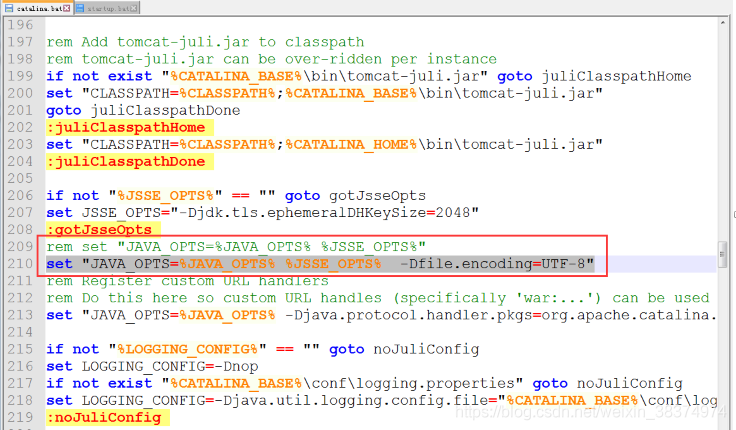 catalina.bat startup.bat
196
197 rem Add tomcat-juli.jar to classpath
198 rem tomcat-juli.jar can be over-ridden per instance
199 if not exist "%CATALINA_BASE%\bin\tomcat-juli.jar" goto juliClasspathHome
200 set "CLASSPATH=%CLASSPATH%;%CATALINA_BASE%\bin\tomcat-juli.jar"
201 goto juliClasspathDone
202 :juliClasspathHome
203 set "CLASSPATH=%CLASSPATH%;%CATALINA_HOME%\bin\tomcat-juli.jar"
204 :juliClasspathDone
205
206 if not "%JSSE_OPTS%" == "" goto gotJsseOpts
207 set JSSE_OPTS="-Djdk.tls.ephemeralDHKeySize=2048"
208 :gotJsseOpts
209 rem set "JAVA_OPTS=%JAVA_OPTS% %JSSE_OPTS%"
210 set "JAVA_OPTS=%JAVA_OPTS% %JSSE_OPTS%  -Dfile.encoding=UTF-8"
211 rem Register custom URL handlers
212 rem Do this here so custom URL handles (specifically 'war:...') can be used
213 set "JAVA_OPTS=%JAVA_OPTS% -Djava.protocol.handler.pkgs=org.apache.catalina.
214
215 if not "%LOGGING_CONFIG%" == "" goto noJuliConfig
216 set LOGGING_CONFIG=-Dnop
217 if not exist "%CATALINA_BASE%\conf\logging.properties" goto noJuliConfig
218 set LOGGING_CONFIG=-Djava.util.logging.config.file="%CATALINA_BASE%\conf\log
219 :noJuliConfig
https://blog.csdn.net/weixin_38374974